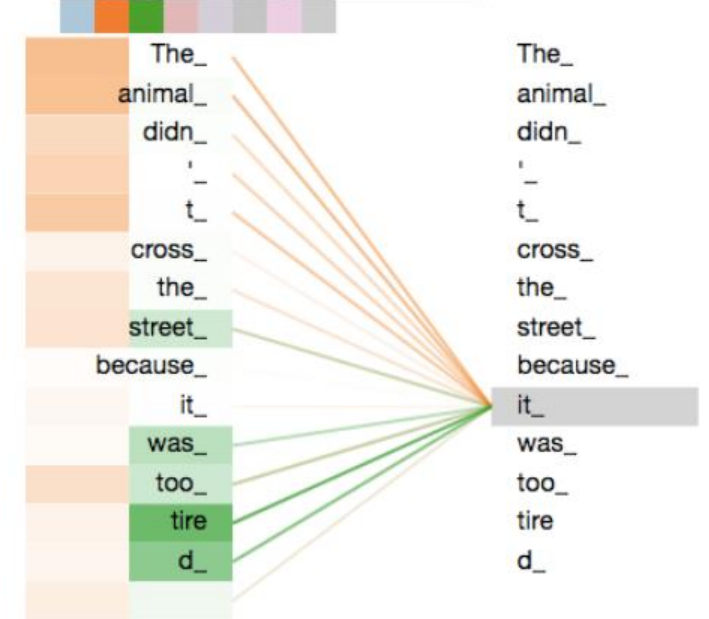 The_ The_
animal_ animal_
didn_ didn_
'_ '_
t_ t_
cross_ cross_
the_ the_
street_ street_
because_ because_
it_ it_
was_ was_
too_ too_
tire tire
d_ d_